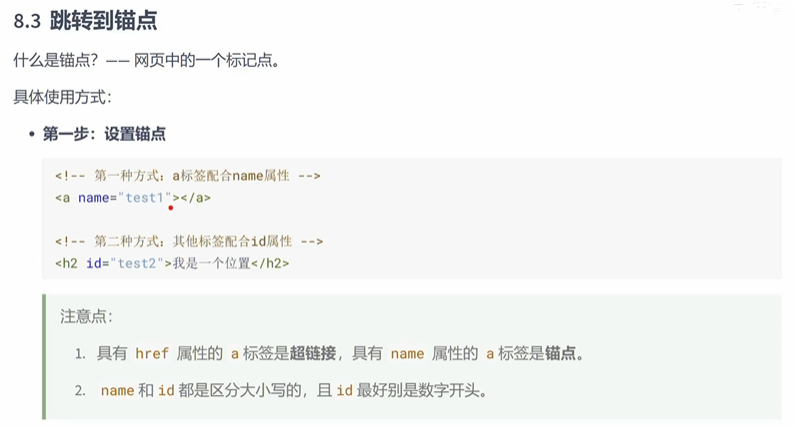 8.3 跳转到锚点
什么是锚点？—— 网页中的一个标记点。
具体使用方式：
• 第一步：设置锚点
<!-- 第一种方式：a标签配合name属性 -->
<a name="test1"></a>
<!-- 第二种方式：其他标签配合id属性 -->
<h2 id="test2">我是一个位置</h2>
注意点：
1. 具有 href 属性的 a 标签是超链接，具有 name 属性的 a 标签是锚点。
2. name 和 id 都是区分大小写的，且 id 最好别是数字开头。